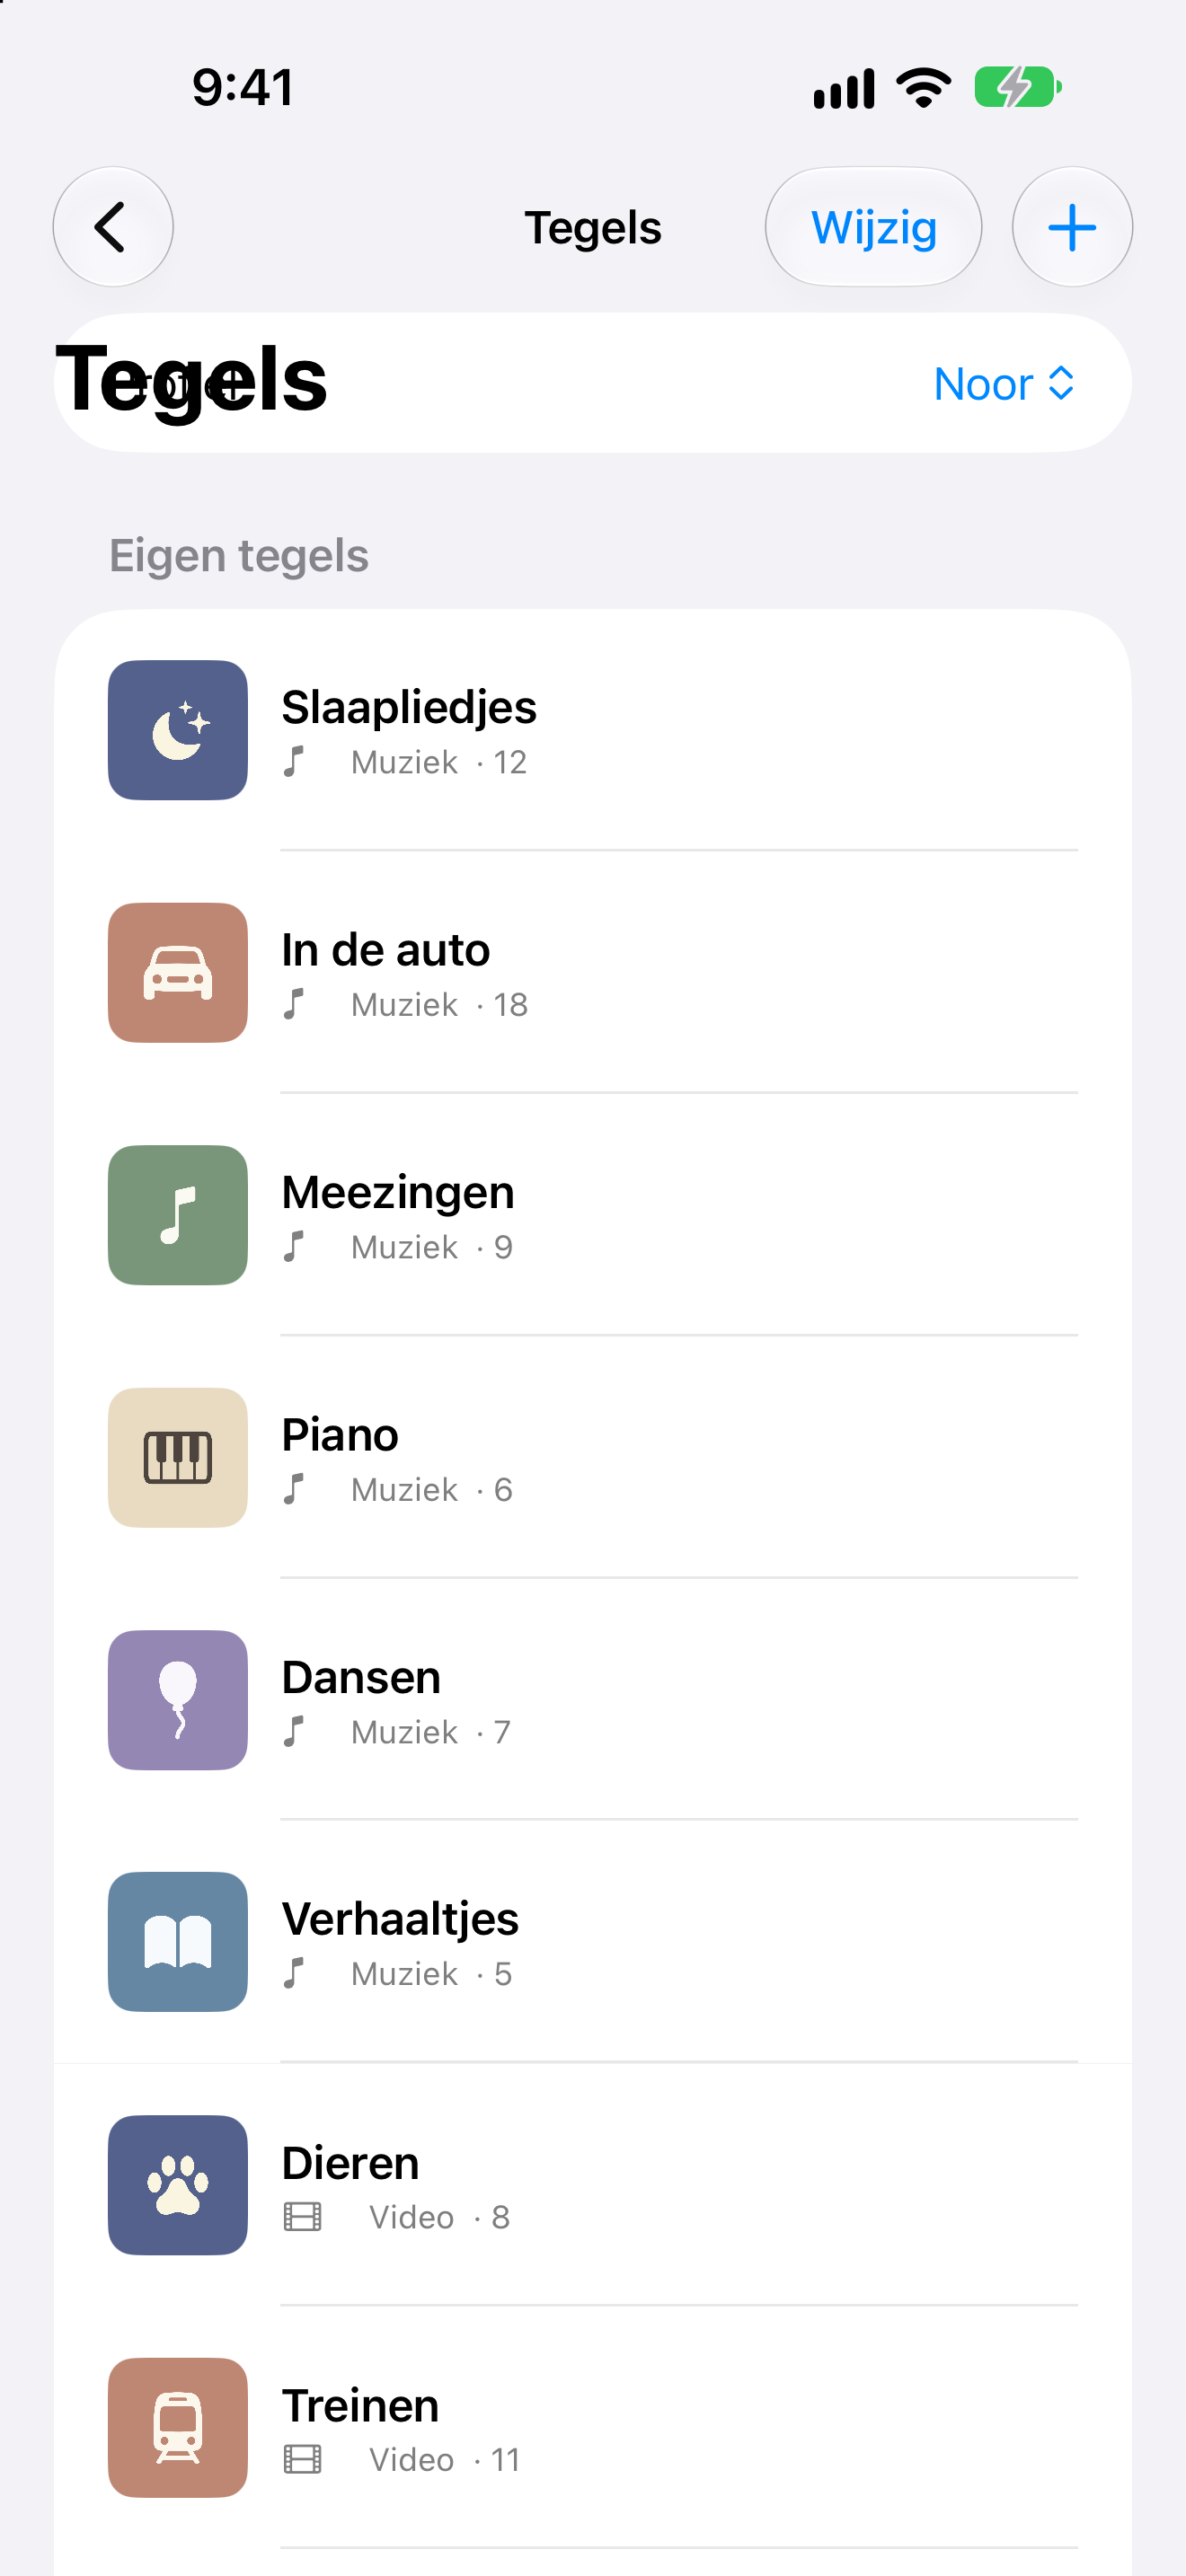 9:41
Tegels
Wijzig
Tegels
Noor
Eigen tegels
Slaapliedjes
Muziek · 12
In de auto
Muziek · 18
Meezingen
Muziek · 9
Piano
Muziek · 6
Dansen
Muziek · 7
Verhaaltjes
Muziek · 5
Dieren
Video · 8
Treinen
Video · 11